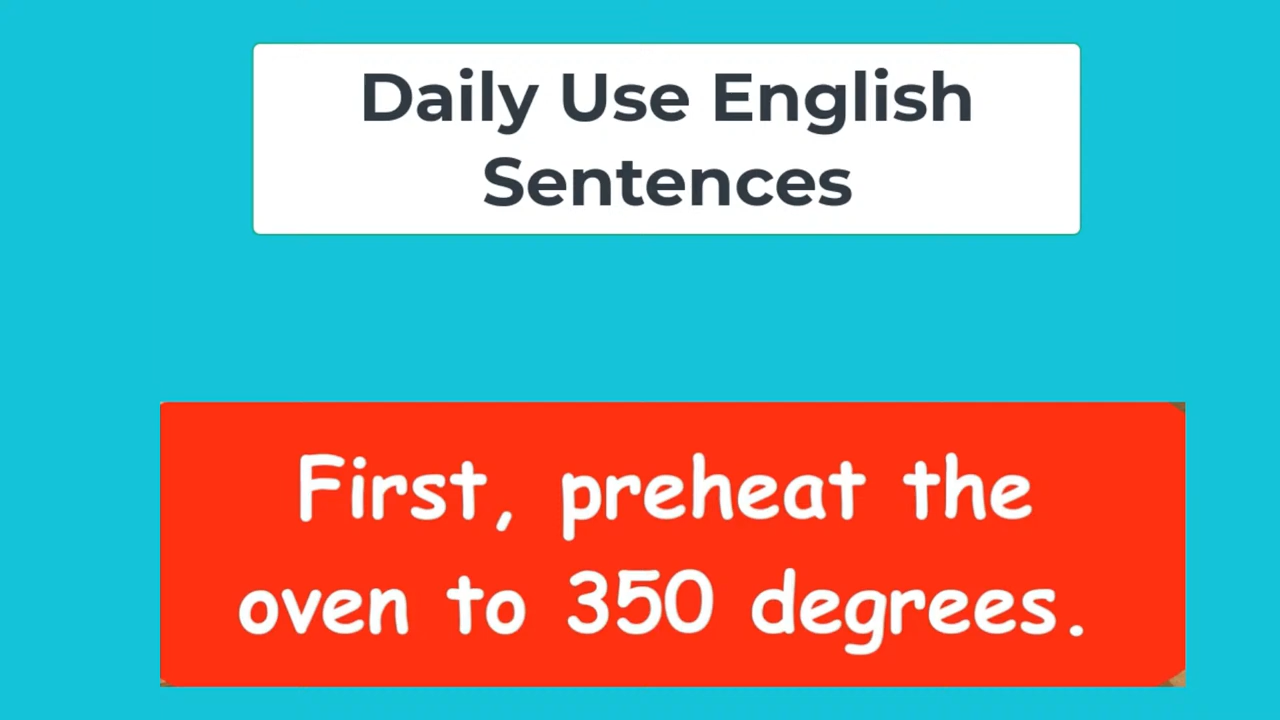 Daily Use English
Sentences
First, preheat the
oven to 350 degrees.